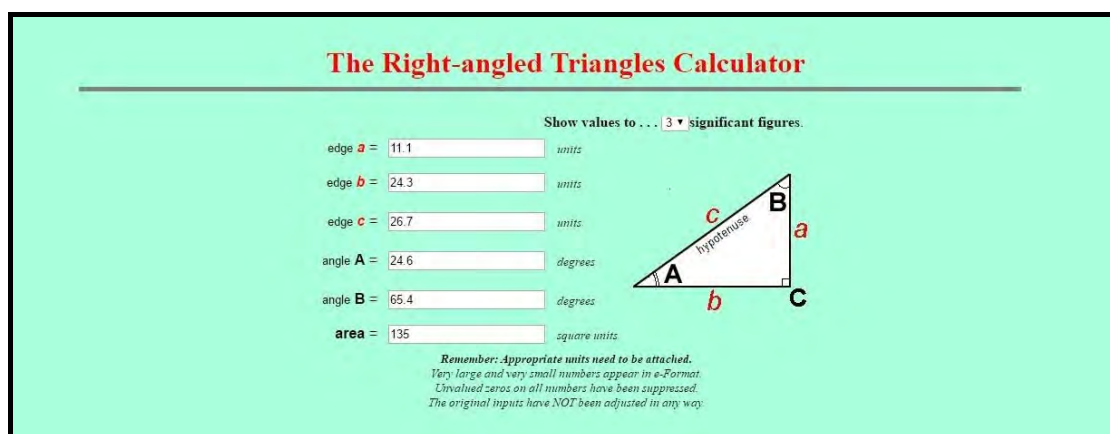 The Right-angled Triangles Calculator
Show values to . . . 3 significant figures.
edge a = 11.1 units
edge b = 24.3 units
edge c = 26.7 units
angle A = 24.6 degrees
angle B = 65.4 degrees
area = 135 square units
B
c
hypotenuse
a
A
b
C
Remember: Appropriate units need to be attached.
Very large and very small numbers appear in e-Format.
Unvalued zeros on all numbers have been suppressed.
The original inputs have NOT been adjusted in any way.